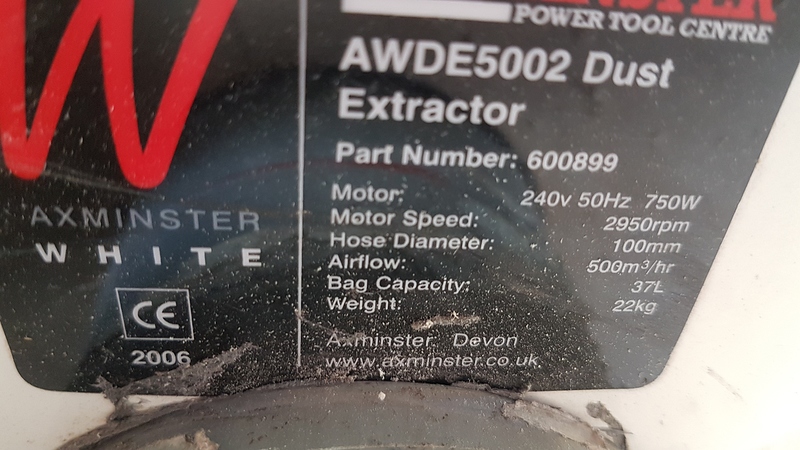 W
AXMINSTER
WHITE
CE
2006
POWER TOOL CENTRE
AWDE5002 Dust
Extractor
Part Number: 600899
Motor: 240v 50Hz 750W
Motor Speed: 2950rpm
Hose Diameter: 100mm
Airflow: 500m³/hr
Bag Capacity: 37L
Weight: 22kg
Axminster Devon
www.axminster.co.uk